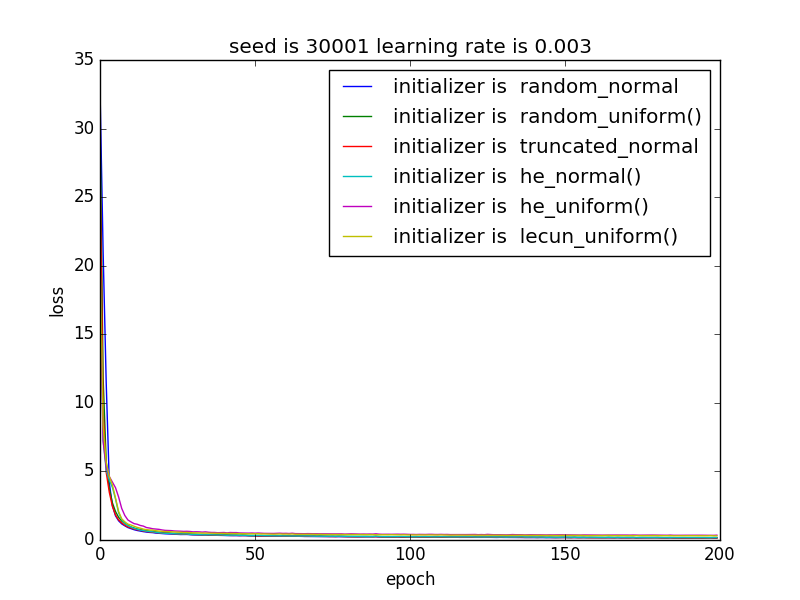 seed is 30001 learning rate is 0.003
35
30
25
20
15
10
5
0
loss
initializer is  random_normal
initializer is  random_uniform()
initializer is  truncated_normal
initializer is  he_normal()
initializer is  he_uniform()
initializer is  lecun_uniform()
0 50 100 150 200
epoch